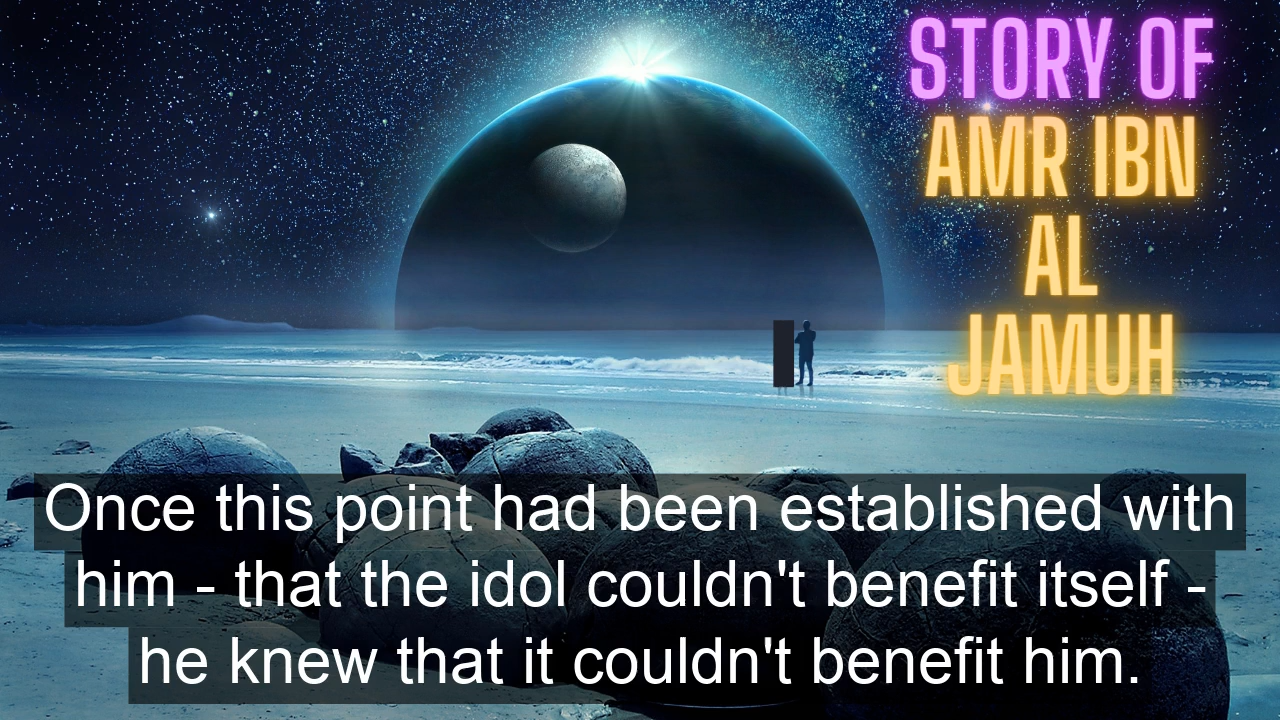 STORY OF
AMR IBN
AL
JAMUH
Once this point had been established with
him - that the idol couldn't benefit itself -
he knew that it couldn't benefit him.